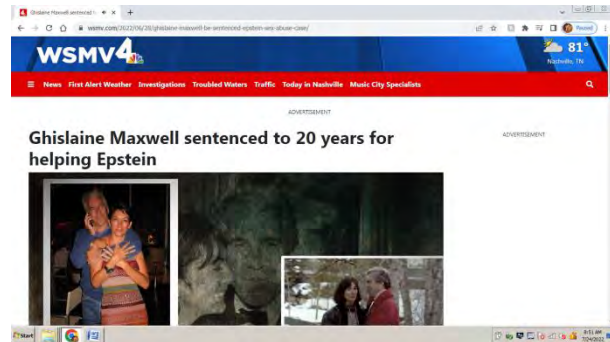 Ghislaine Maxwell sentenced t
wsmv.com/2022/06/28/ghislaine-maxwell-be-sentenced-epstein-sex-abuse-case/
Paused
WSMV4
81°
Nashville, TN
News First Alert Weather Investigations Troubled Waters Traffic Today in Nashville Music City Specialists
ADVERTISEMENT
ADVERTISEMENT
Ghislaine Maxwell sentenced to 20 years for
helping Epstein
Start